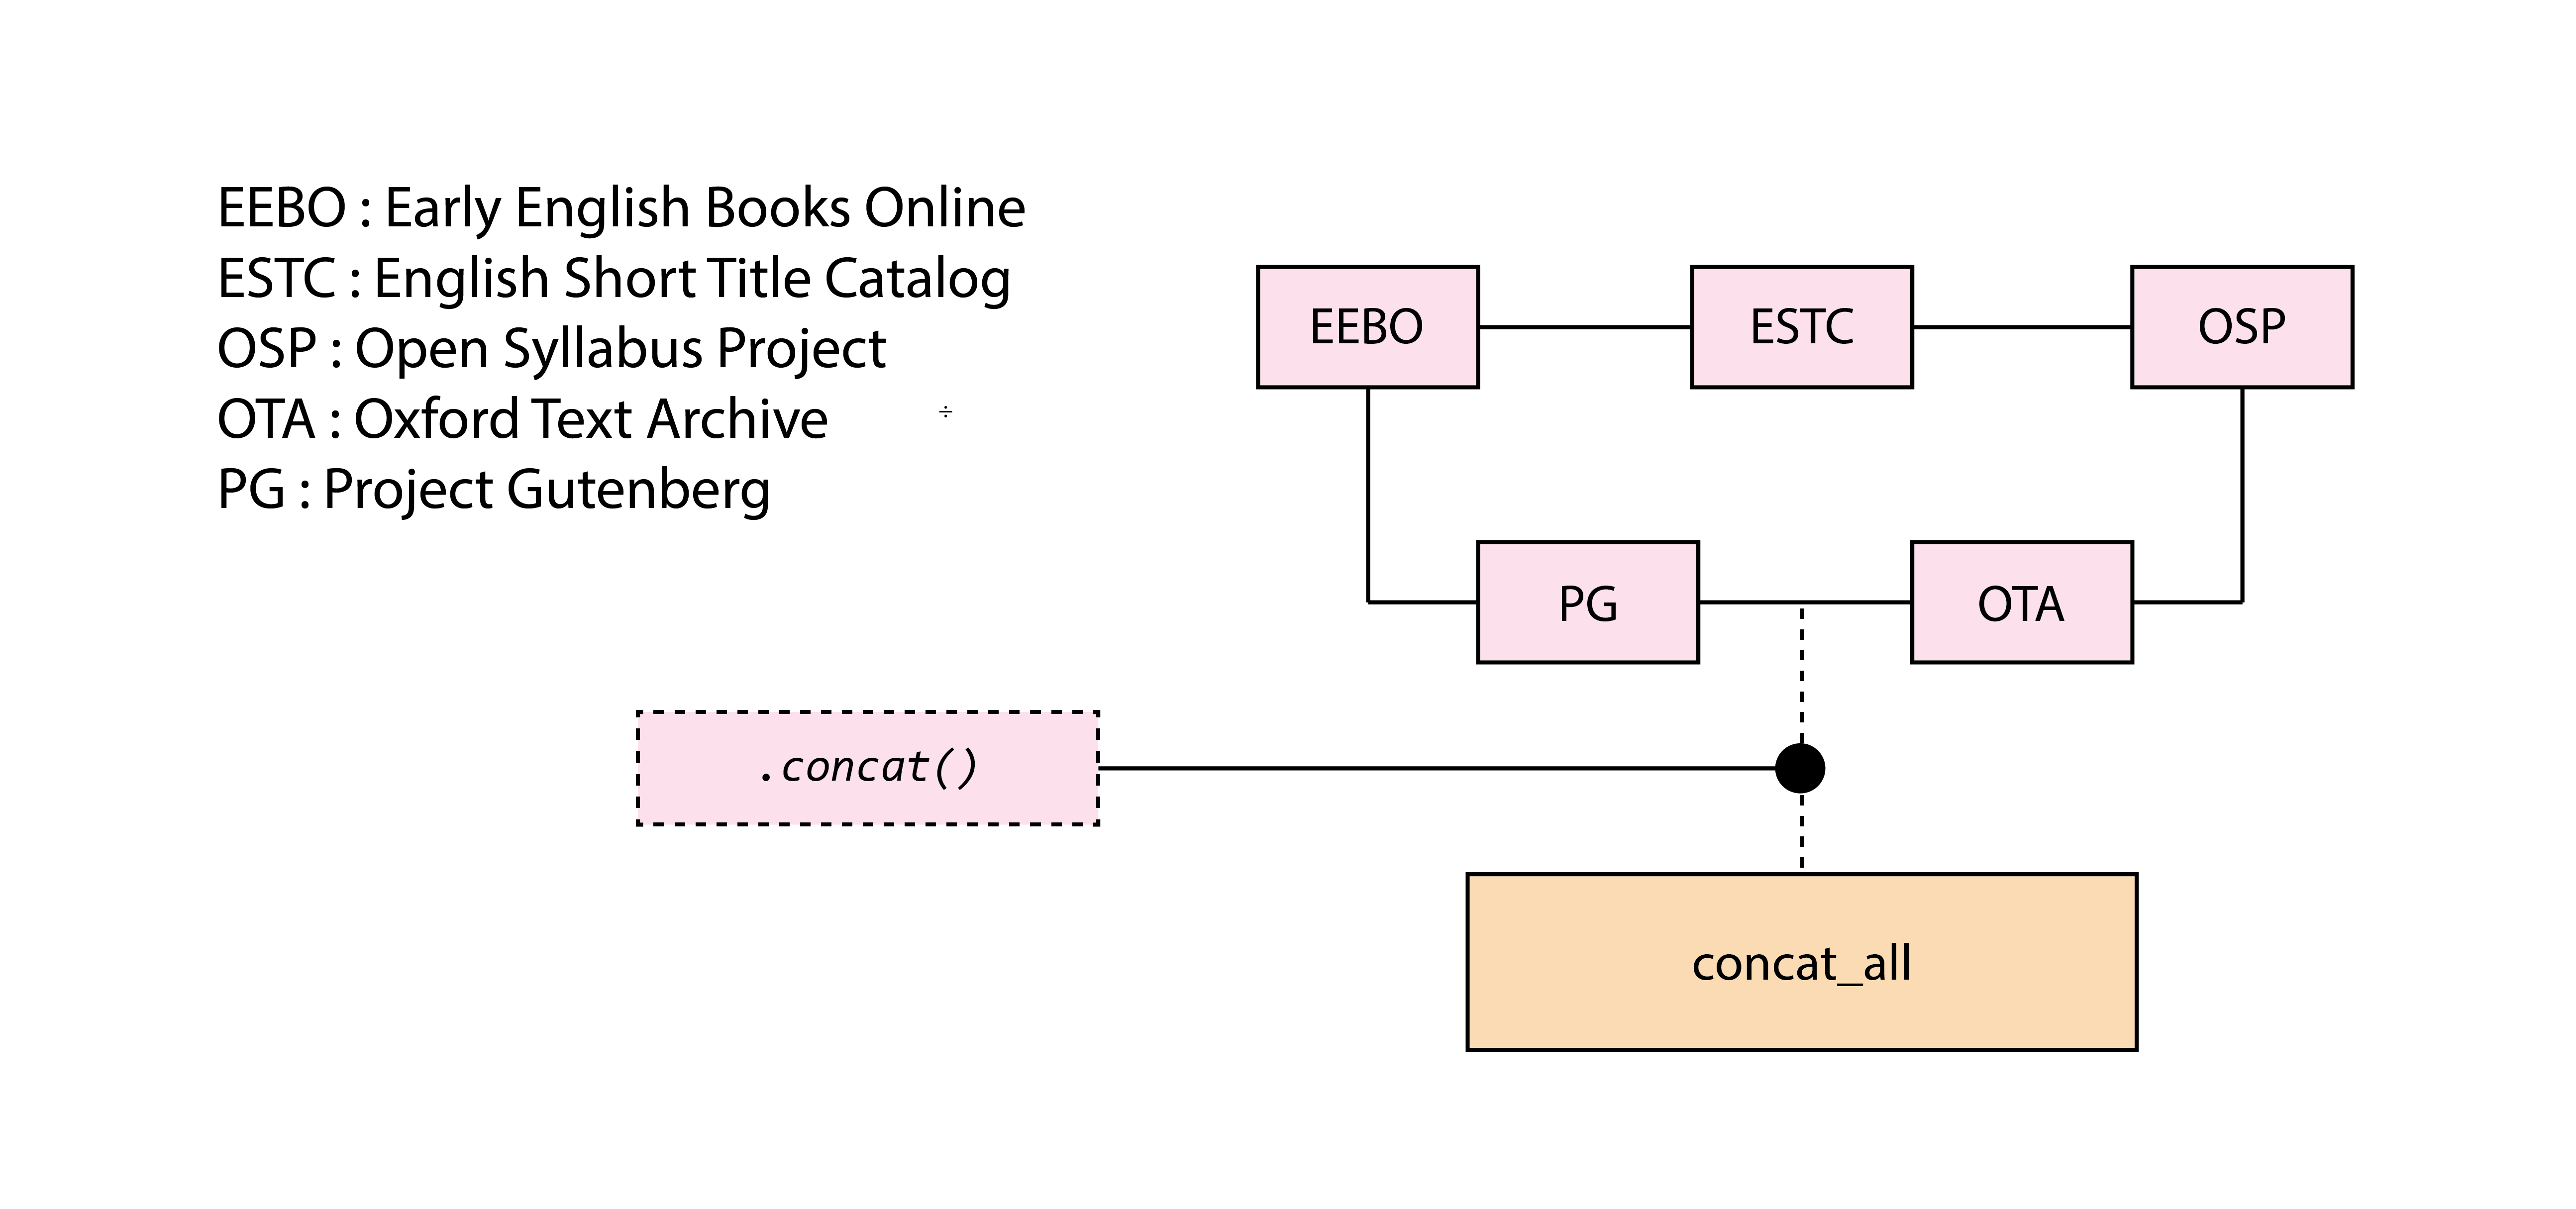 EEBO : Early English Books Online
ESTC : English Short Title Catalog
OSP : Open Syllabus Project
OTA : Oxford Text Archive
÷
PG : Project Gutenberg
EEBO
ESTC
OSP
PG
OTA
.concat()
concat_all